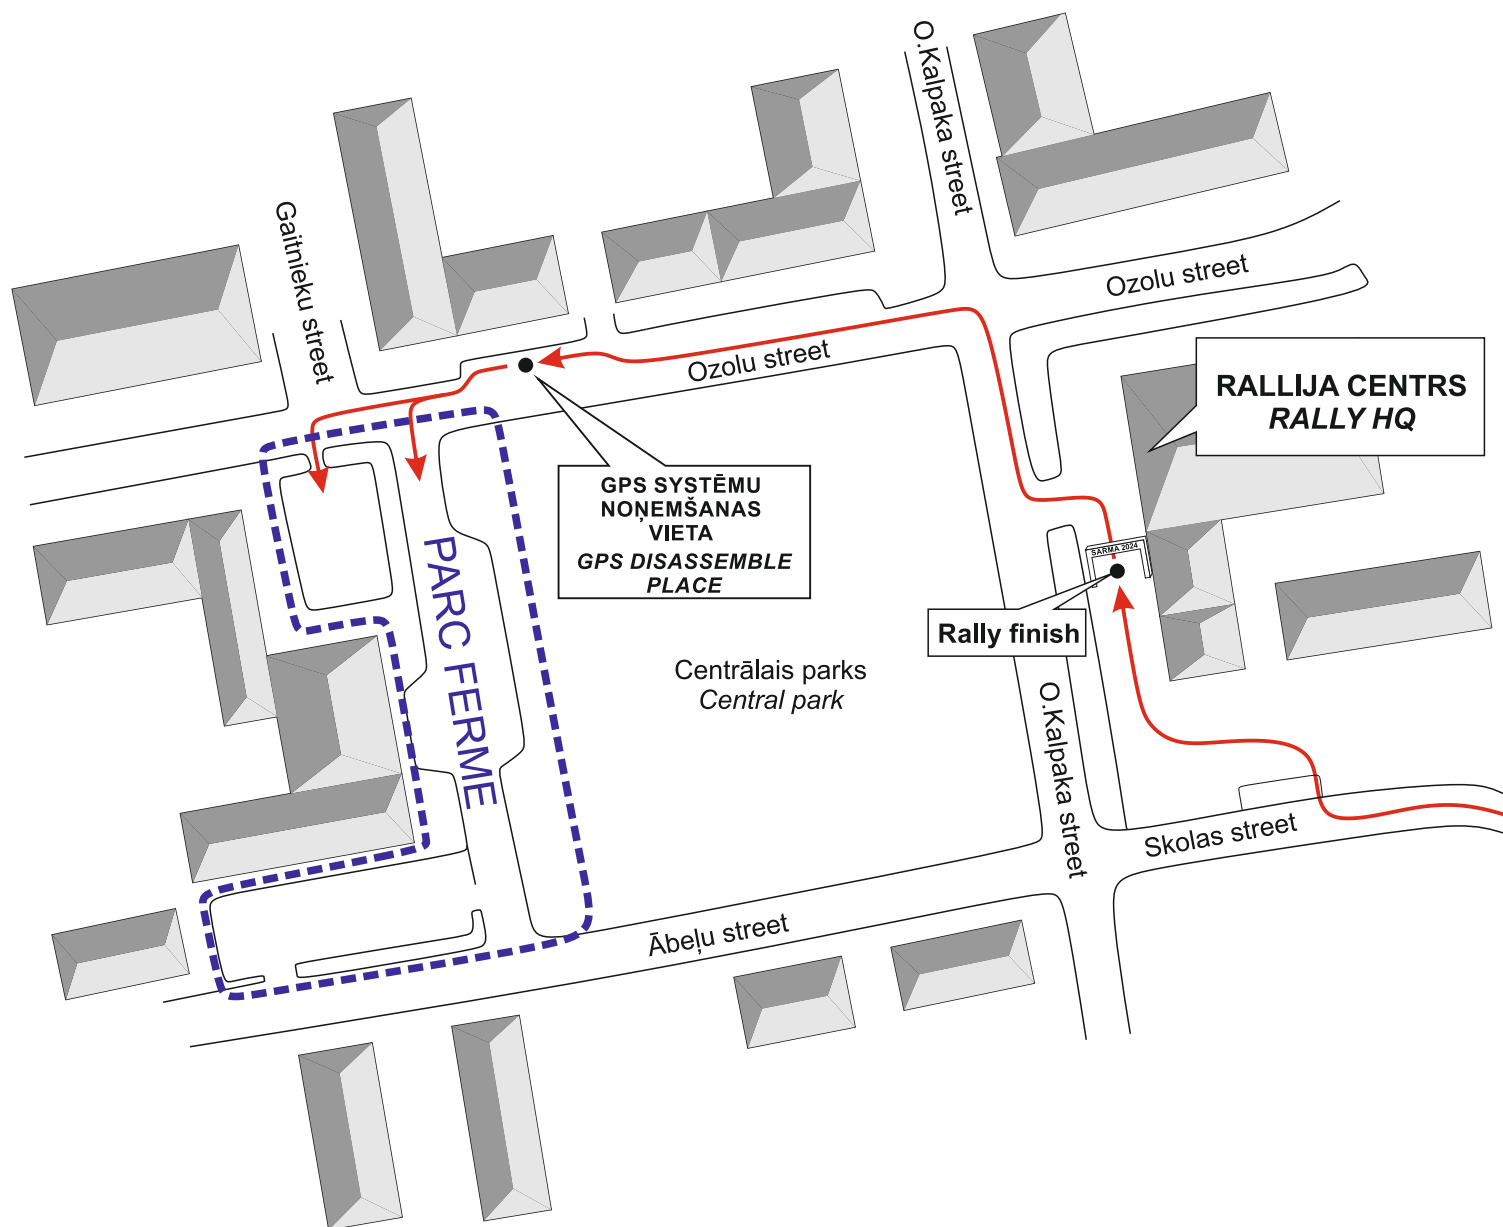 O.Kalpaka street
Gaitnieku street
Ozolu street
Ozolu street
RALLIJA CENTRS
RALLY HQ
GPS SYSTĒMU
NOŅEMŠANAS
VIETA
GPS DISASSEMBLE
PLACE
SARMA 2024
PARC FERME
Rally finish
Centrālais parks
Central park
O.Kalpaka street
Skolas street
Ābeļu street